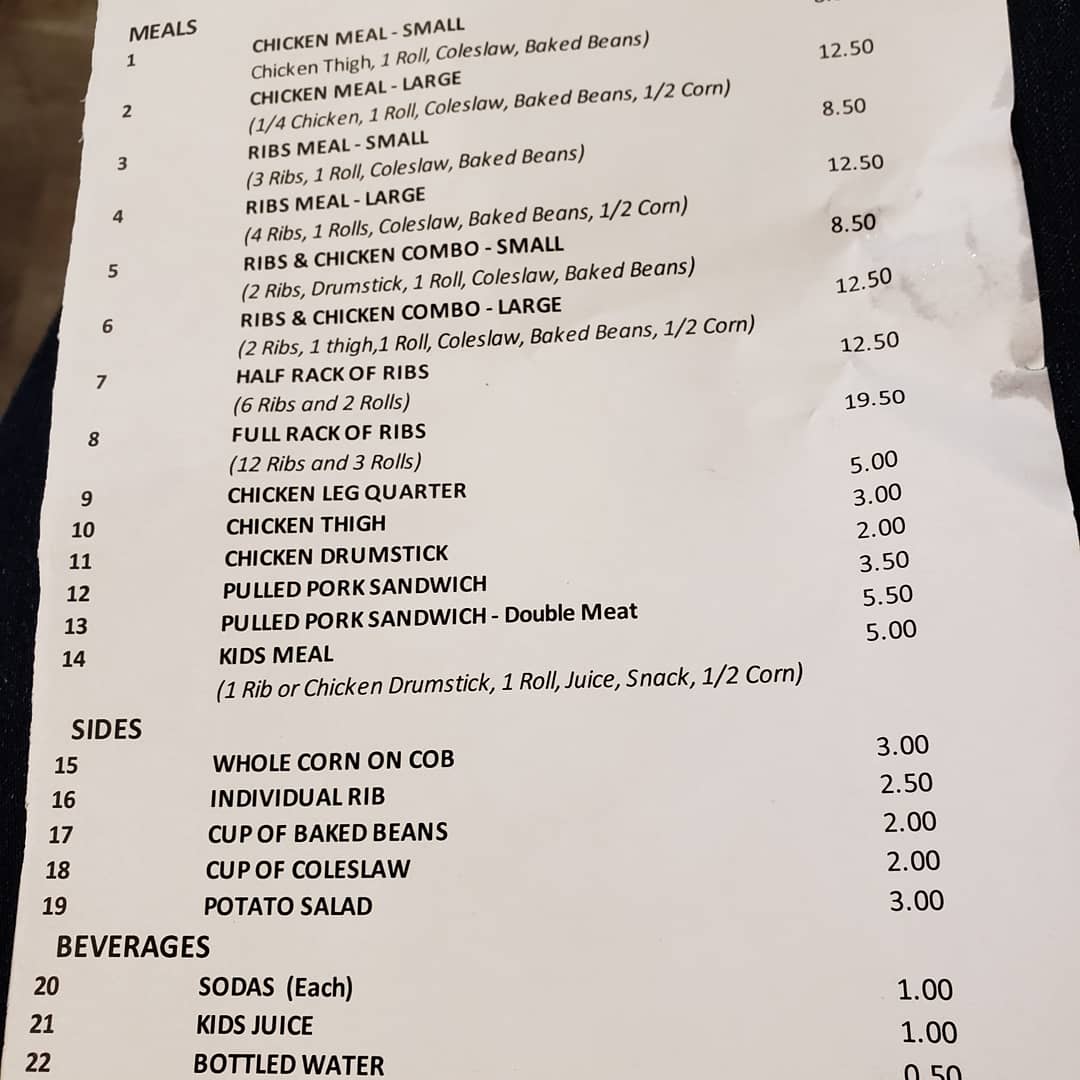 MEALS
1 CHICKEN MEAL - SMALL
Chicken Thigh, 1 Roll, Coleslaw, Baked Beans)
2 CHICKEN MEAL - LARGE 12.50
(1/4 Chicken, 1 Roll, Coleslaw, Baked Beans, 1/2 Corn)
3 RIBS MEAL - SMALL 8.50
(3 Ribs, 1 Roll, Coleslaw, Baked Beans)
4 RIBS MEAL - LARGE 12.50
(4 Ribs, 1 Rolls, Coleslaw, Baked Beans, 1/2 Corn)
5 RIBS & CHICKEN COMBO - SMALL 8.50
(2 Ribs, Drumstick, 1 Roll, Coleslaw, Baked Beans)
6 RIBS & CHICKEN COMBO - LARGE 12.50
(2 Ribs, 1 thigh,1 Roll, Coleslaw, Baked Beans, 1/2 Corn)
7 HALF RACK OF RIBS 12.50
(6 Ribs and 2 Rolls)
8 FULL RACK OF RIBS 19.50
(12 Ribs and 3 Rolls)
9 CHICKEN LEG QUARTER 5.00
10 CHICKEN THIGH 3.00
11 CHICKEN DRUMSTICK 2.00
12 PULLED PORK SANDWICH 3.50
13 PULLED PORK SANDWICH - Double Meat 5.50
14 KIDS MEAL 5.00
(1 Rib or Chicken Drumstick, 1 Roll, Juice, Snack, 1/2 Corn)
SIDES
15 WHOLE CORN ON COB 3.00
16 INDIVIDUAL RIB 2.50
17 CUP OF BAKED BEANS 2.00
18 CUP OF COLESLAW 2.00
19 POTATO SALAD 3.00
BEVERAGES
20 SODAS (Each) 1.00
21 KIDS JUICE 1.00
22 BOTTLED WATER 0.50